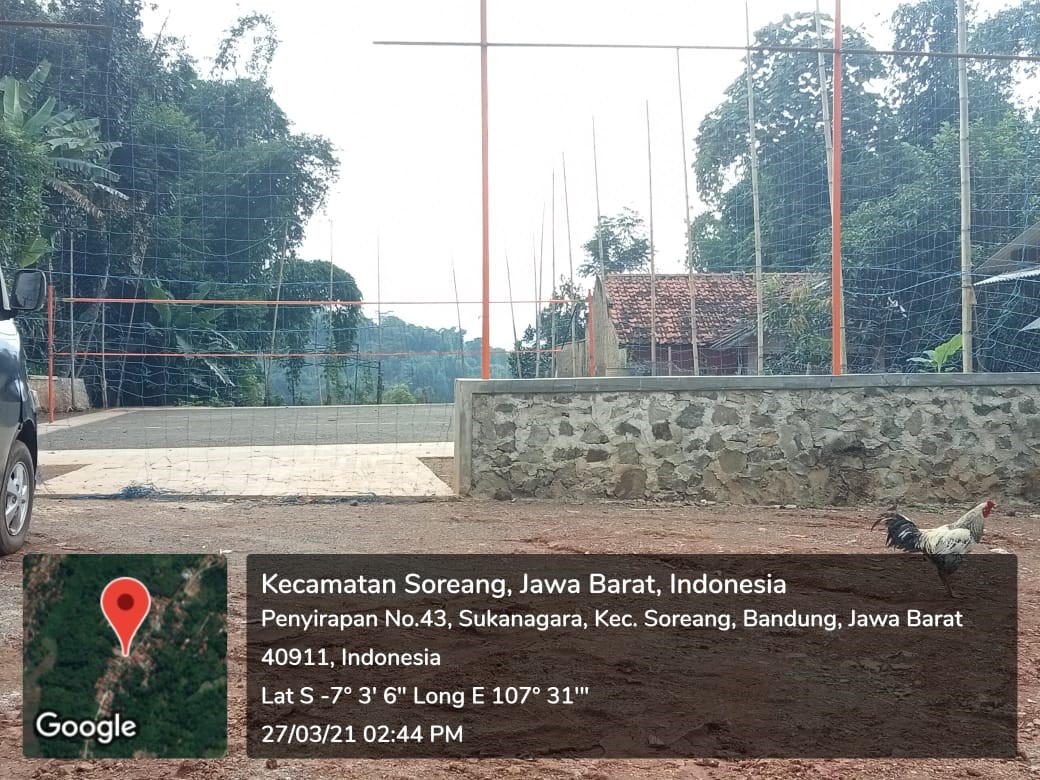 Kecamatan Soreang, Jawa Barat, Indonesia
Penyirapan No.43, Sukanagara, Kec. Soreang, Bandung, Jawa Barat
40911, Indonesia
Lat S -7° 3' 6" Long E 107° 31'"
27/03/21 02:44 PM
Google